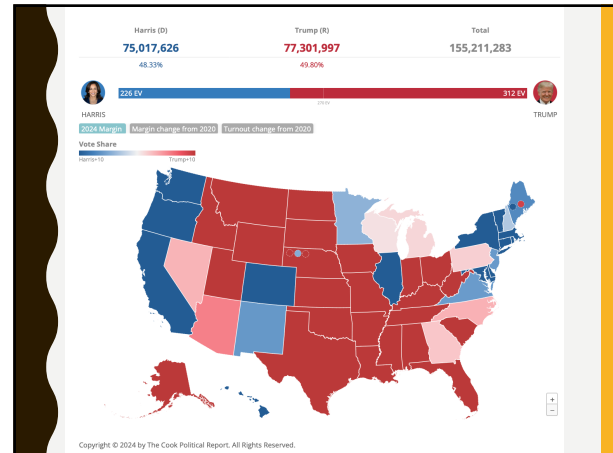 Harris (D) Trump (R) Total
75,017,626 77,301,997 155,211,283
48.33% 49.80%
226 EV 312 EV
270 EV
HARRIS TRUMP
2024 Margin Margin change from 2020 Turnout change from 2020
Vote Share
Harris+10 Trump+10
+
−
Copyright © 2024 by The Cook Political Report. All Rights Reserved.